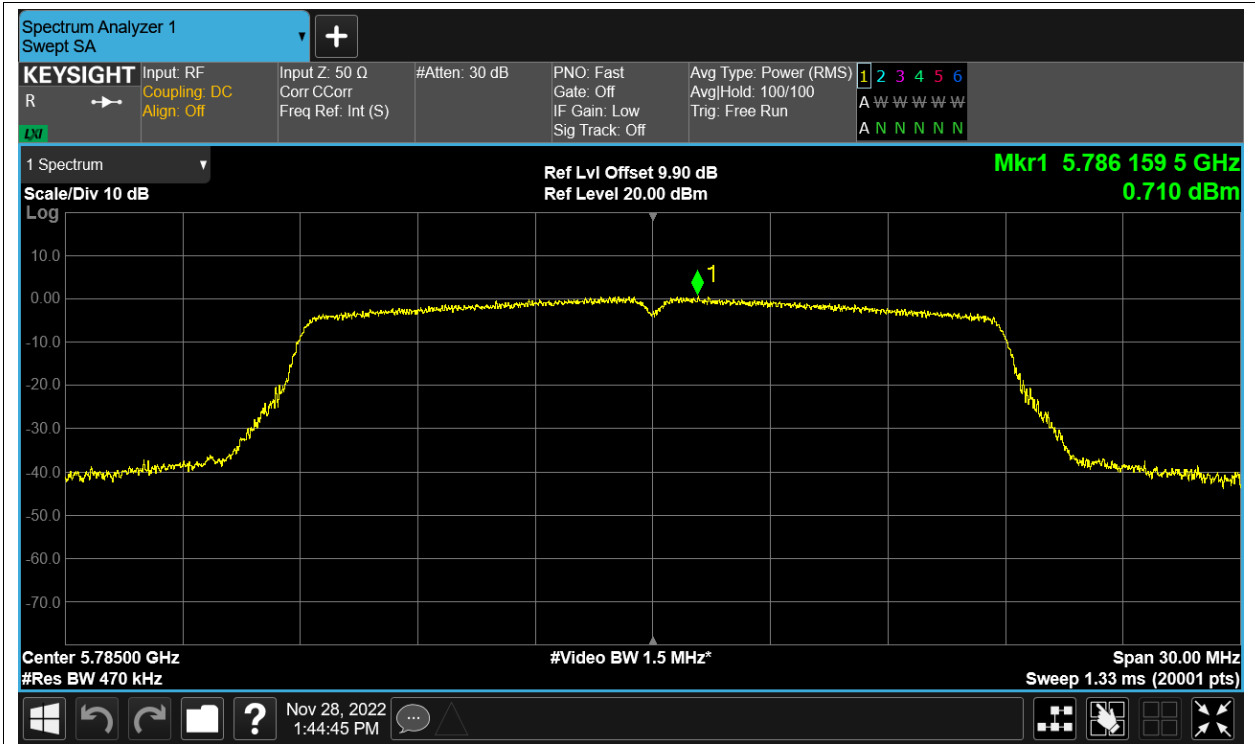 Spectrum Analyzer 1
Swept SA
KEYSIGHT
R
LXI
Input: RF
Coupling: DC
Align: Off
Input Z: 50 Ω
Corr CCorr
Freq Ref: Int (S)
#Atten: 30 dB
PNO: Fast
Gate: Off
IF Gain: Low
Sig Track: Off
Avg Type: Power (RMS)
Avg|Hold: 100/100
Trig: Free Run
1 2 3 4 5 6
A W W W W W
A N N N N N
1 Spectrum
Ref Lvl Offset 9.90 dB
Mkr1 5.786 159 5 GHz
Scale/Div 10 dB
Ref Level 20.00 dBm
0.710 dBm
Log
1
10.0
0.00
-10.0
-20.0
-30.0
-40.0
-50.0
-60.0
-70.0
Center 5.78500 GHz
#Video BW 1.5 MHz*
Span 30.00 MHz
#Res BW 470 kHz
Sweep 1.33 ms (20001 pts)
?
Nov 28, 2022
1:44:45 PM